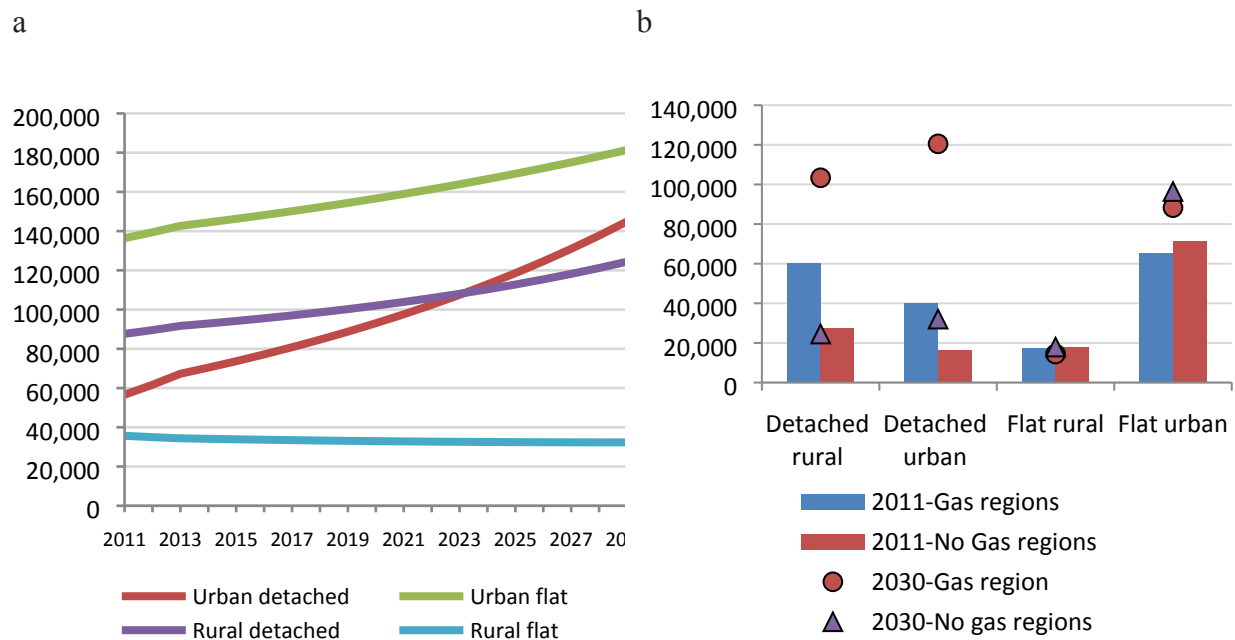 a
200,000
180,000
160,000
140,000
120,000
100,000
80,000
60,000
40,000
20,000
0
2011 2013 2015 2017 2019 2021 2023 2025 2027 20
Urban detached Urban flat
Rural detached Rural flat
b
140,000
120,000
100,000
80,000
60,000
40,000
20,000
0
Detached Detached Flat rural Flat urban
rural urban
2011-Gas regions
2011-No Gas regions
2030-Gas region
2030-No gas regions